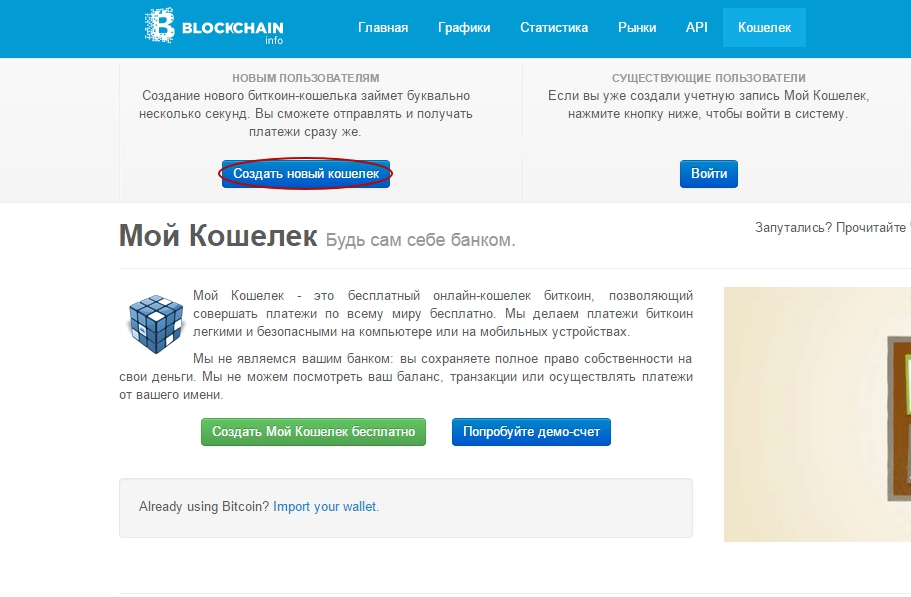 BLOCKCHAIN
info
Главная
Графики
Статистика
Рынки
API
Кошелек
НОВЫМ ПОЛЬЗОВАТЕЛЯМ
Создание нового биткоин-кошелька займет буквально
несколько секунд. Вы сможете отправлять и получать
платежи сразу же.
Создать новый кошелек
СУЩЕСТВУЮЩИЕ ПОЛЬЗОВАТЕЛИ
Если вы уже создали учетную запись Мой Кошелек,
нажмите кнопку ниже, чтобы войти в систему.
Войти
Мой Кошелек Будь сам себе банком.
Запутались? Прочитайте
Мой Кошелек - это бесплатный онлайн-кошелек биткоин, позволяющий
совершать платежи по всему миру бесплатно. Мы делаем платежи биткоин
легкими и безопасными на компьютере или на мобильных устройствах.
Мы не являемся вашим банком: вы сохраняете полное право собственности на
свои деньги. Мы не можем посмотреть ваш баланс, транзакции или осуществлять платежи
от вашего имени.
Создать Мой Кошелек бесплатно
Попробуйте демо-счет
Already using Bitcoin? Import your wallet.